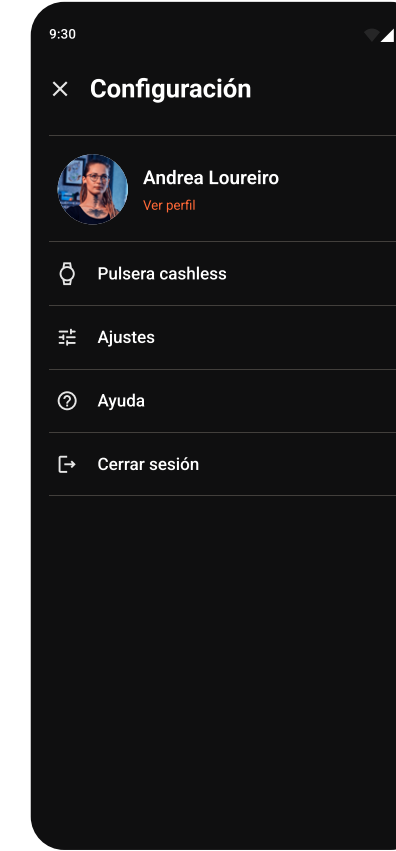 9:30
Configuración
Andrea Loureiro
Ver perfil
Pulsera cashless
Ajustes
Ayuda
Cerrar sesión